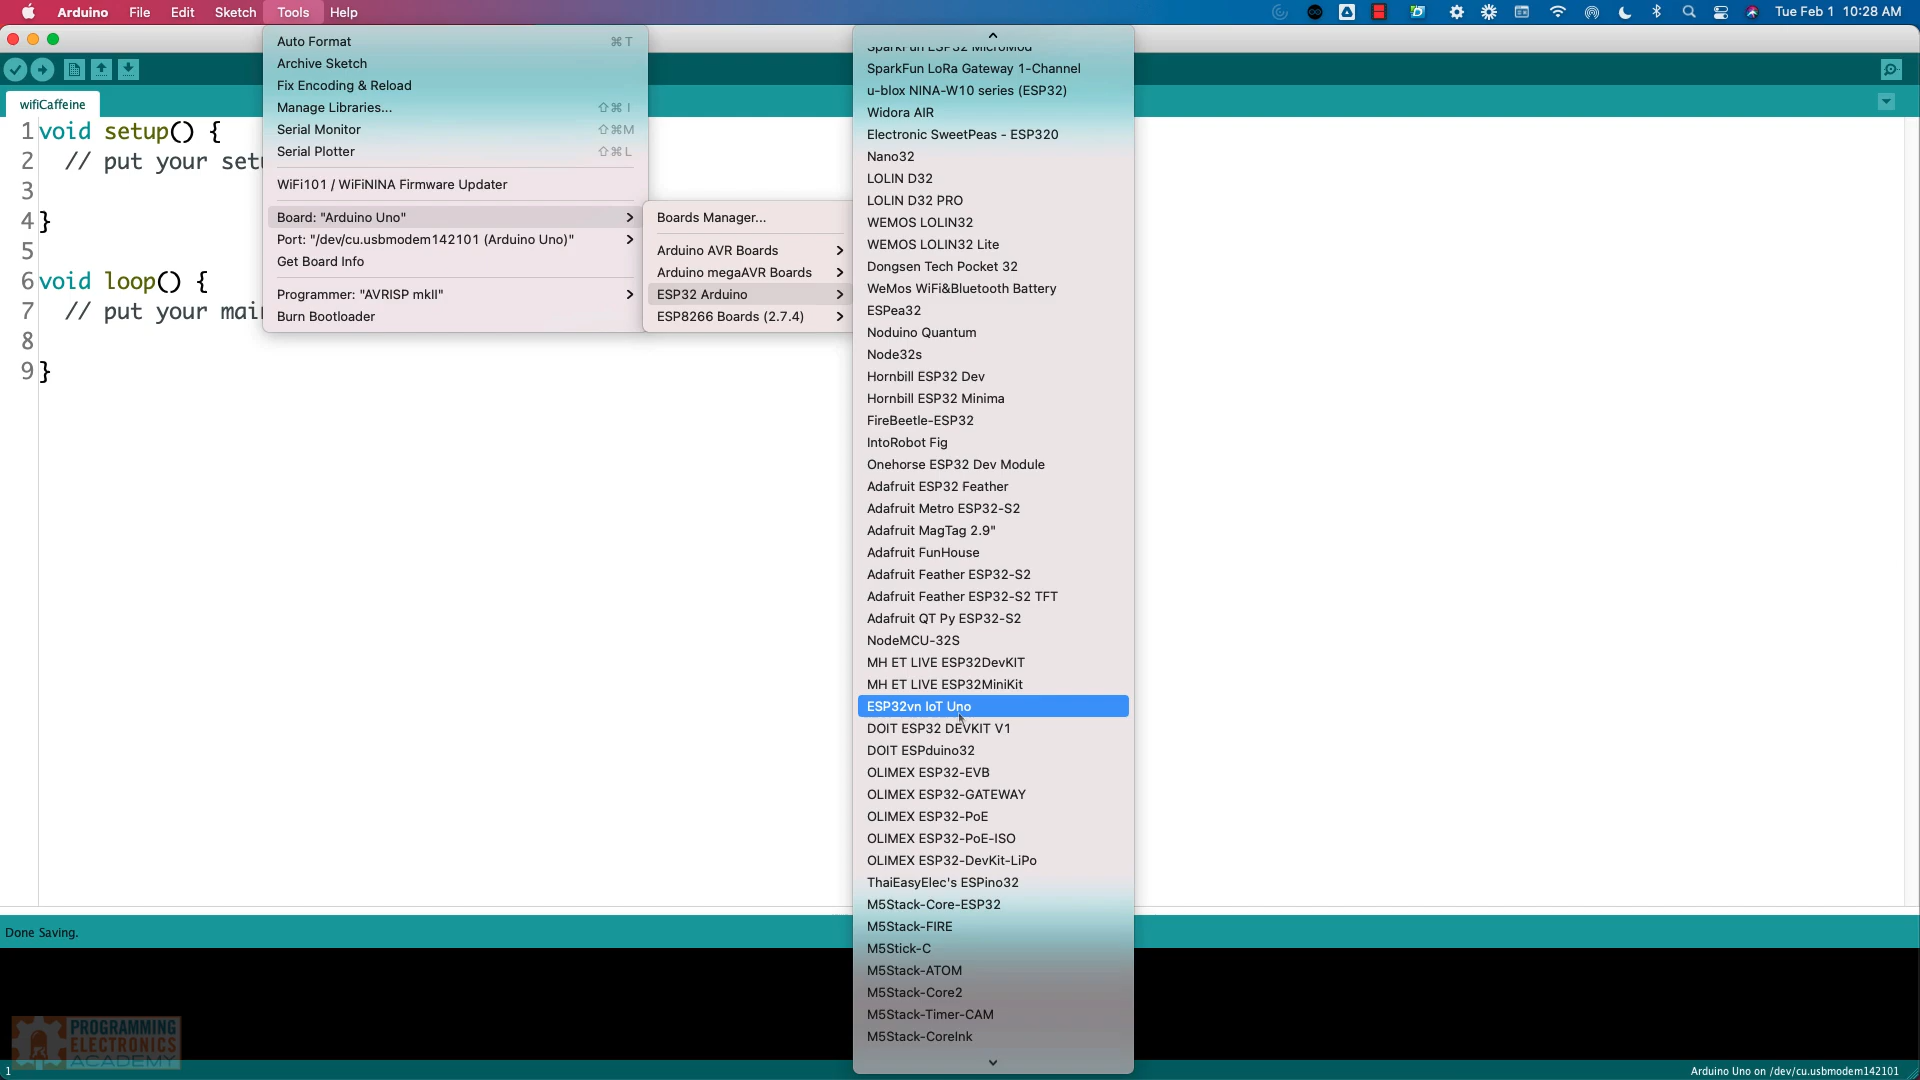 Arduino File Edit Sketch Tools Help
Tue Feb 1 10:28 AM
wifiCaffeine
1 void setup() {
2 // put your setu
3
4 }
5
6 void loop() {
7 // put your main
8
9 }
Auto Format ⌘T
Archive Sketch
Fix Encoding & Reload
Manage Libraries... ⇧⌘I
Serial Monitor ⇧⌘M
Serial Plotter ⇧⌘L
WiFi101 / WiFiNINA Firmware Updater
Board: "Arduino Uno"
Port: "/dev/cu.usbmodem142101 (Arduino Uno)"
Get Board Info
Programmer: "AVRISP mkII"
Burn Bootloader
Boards Manager...
Arduino AVR Boards
Arduino megaAVR Boards
ESP32 Arduino
ESP8266 Boards (2.7.4)
SparkFun ESP32 MicroMod
SparkFun LoRa Gateway 1-Channel
u-blox NINA-W10 series (ESP32)
Widora AIR
Electronic SweetPeas - ESP320
Nano32
LOLIN D32
LOLIN D32 PRO
WEMOS LOLIN32
WEMOS LOLIN32 Lite
Dongsen Tech Pocket 32
WeMos WiFi&Bluetooth Battery
ESPea32
Noduino Quantum
Node32s
Hornbill ESP32 Dev
Hornbill ESP32 Minima
FireBeetle-ESP32
IntoRobot Fig
Onehorse ESP32 Dev Module
Adafruit ESP32 Feather
Adafruit Metro ESP32-S2
Adafruit MagTag 2.9"
Adafruit FunHouse
Adafruit Feather ESP32-S2
Adafruit Feather ESP32-S2 TFT
Adafruit QT Py ESP32-S2
NodeMCU-32S
MH ET LIVE ESP32DevKIT
MH ET LIVE ESP32MiniKit
ESP32vn IoT Uno
DOIT ESP32 DEVKIT V1
DOIT ESPduino32
OLIMEX ESP32-EVB
OLIMEX ESP32-GATEWAY
OLIMEX ESP32-PoE
OLIMEX ESP32-PoE-ISO
OLIMEX ESP32-DevKit-LiPo
ThaiEasyElec's ESPino32
M5Stack-Core-ESP32
M5Stack-FIRE
M5Stick-C
M5Stack-ATOM
M5Stack-Core2
M5Stack-Timer-CAM
M5Stack-CoreInk
Done Saving.
PROGRAMMING
ELECTRONICS
ACADEMY
1
Arduino Uno on /dev/cu.usbmodem142101